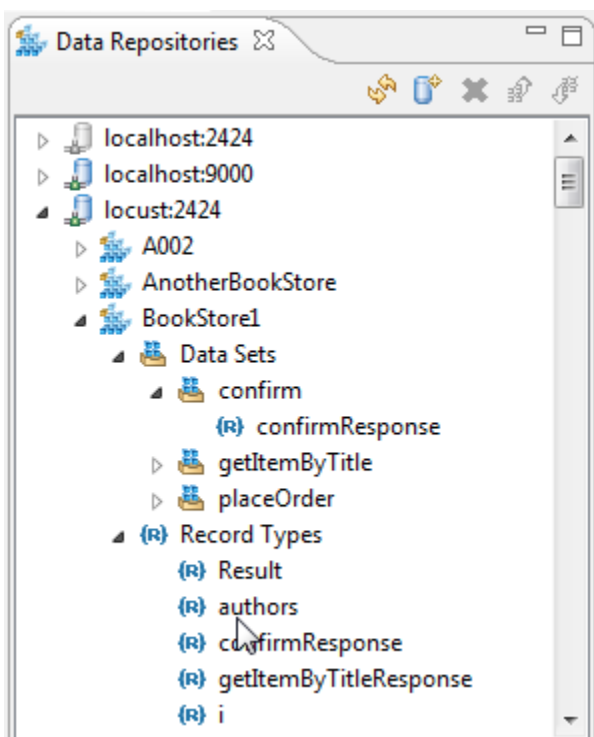 Data Repositories
localhost:2424
localhost:9000
locust:2424
A002
AnotherBookStore
BookStore1
Data Sets
confirm
{R} confirmResponse
getItemByTitle
placeOrder
{R} Record Types
{R} Result
{R} authors
{R} confirmResponse
{R} getItemByTitleResponse
{R} i